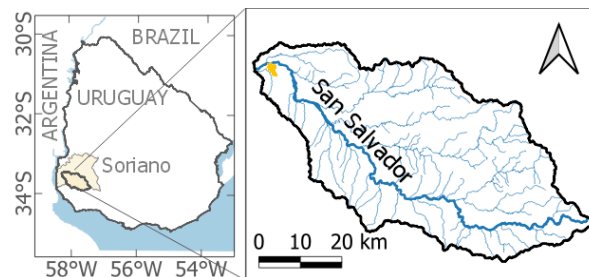 30°S
32°S
34°S
ARGENTINA
BRAZIL
URUGUAY
Soriano
58°W
56°W
54°W
San Salvador
0 10 20 km